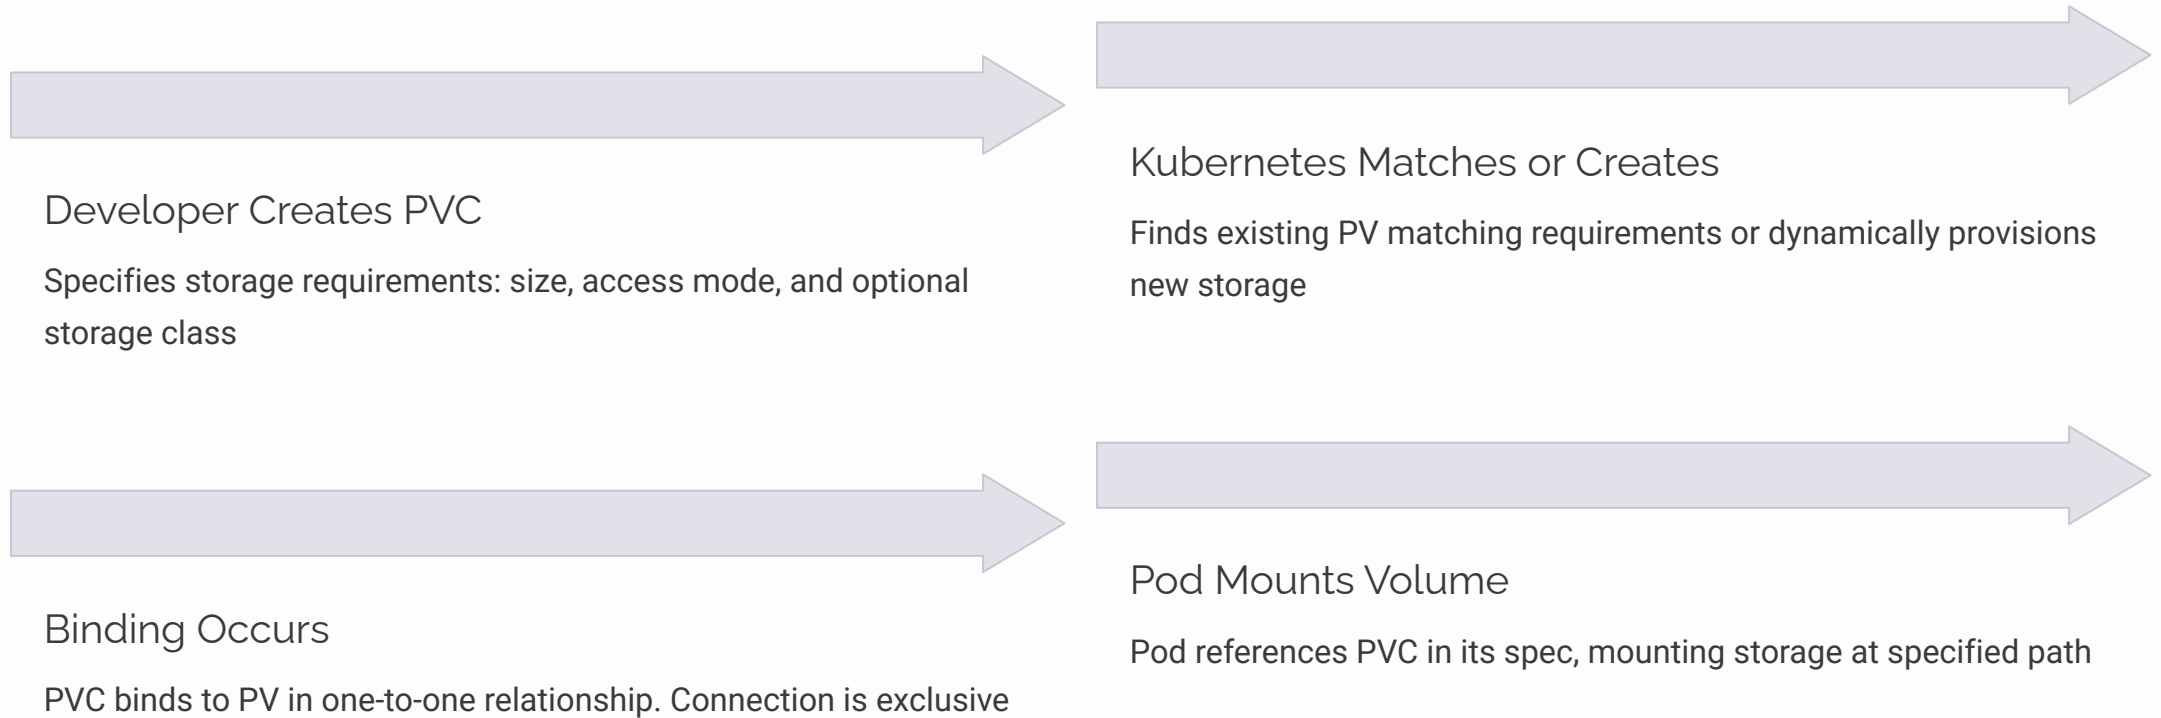 Developer Creates PVC
Specifies storage requirements: size, access mode, and optional
storage class
Kubernetes Matches or Creates
Finds existing PV matching requirements or dynamically provisions
new storage
Binding Occurs
PVC binds to PV in one-to-one relationship. Connection is exclusive
Pod Mounts Volume
Pod references PVC in its spec, mounting storage at specified path